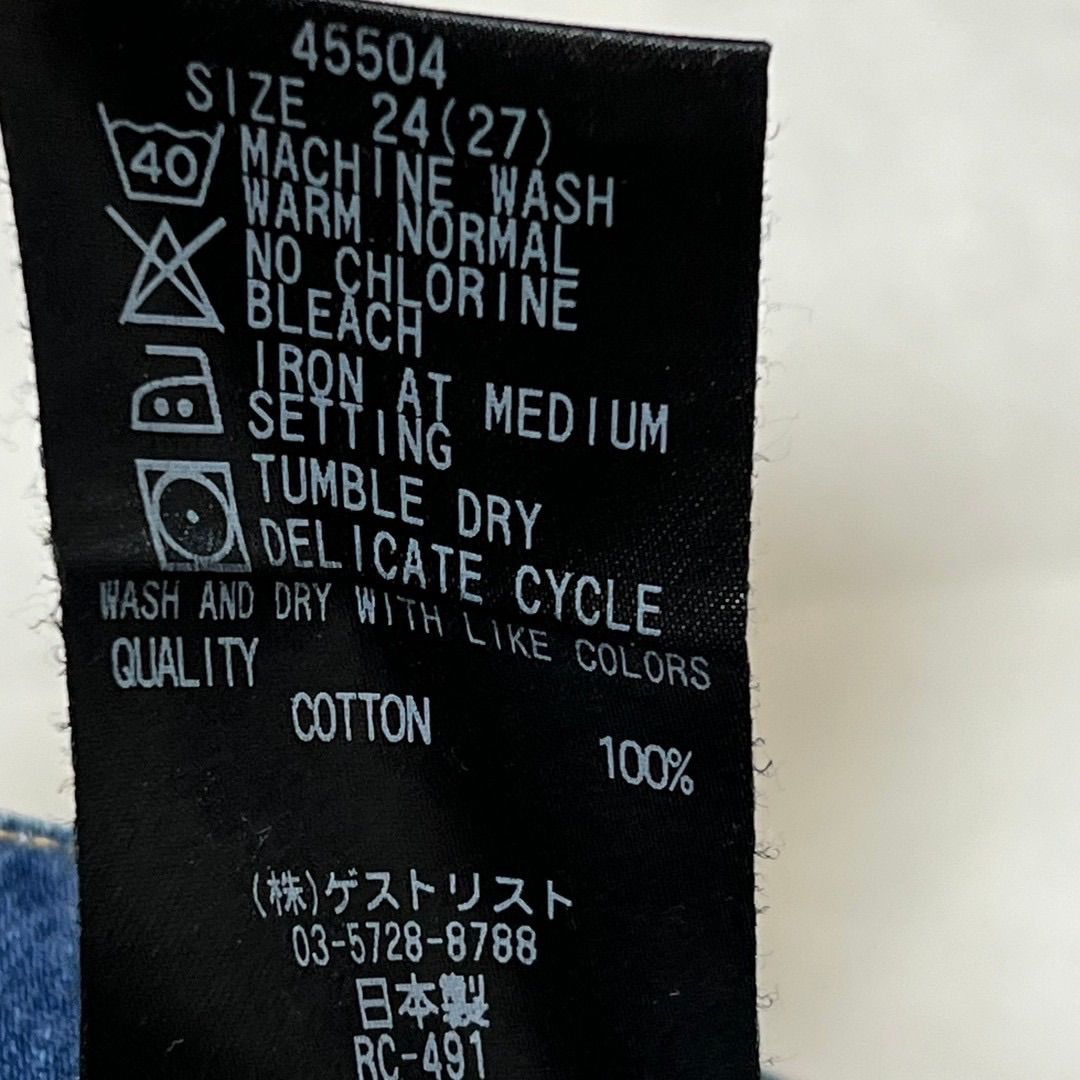 45504
SIZE 24(27)
40
MACHINE WASH
WARM NORMAL
NO CHLORINE
BLEACH
IRON AT MEDIUM
SETTING
TUMBLE DRY
DELICATE CYCLE
WASH AND DRY WITH LIKE COLORS
QUALITY
COTTON
100%
(株)ゲストリスト
03-5728-8788
日本製
RC-491